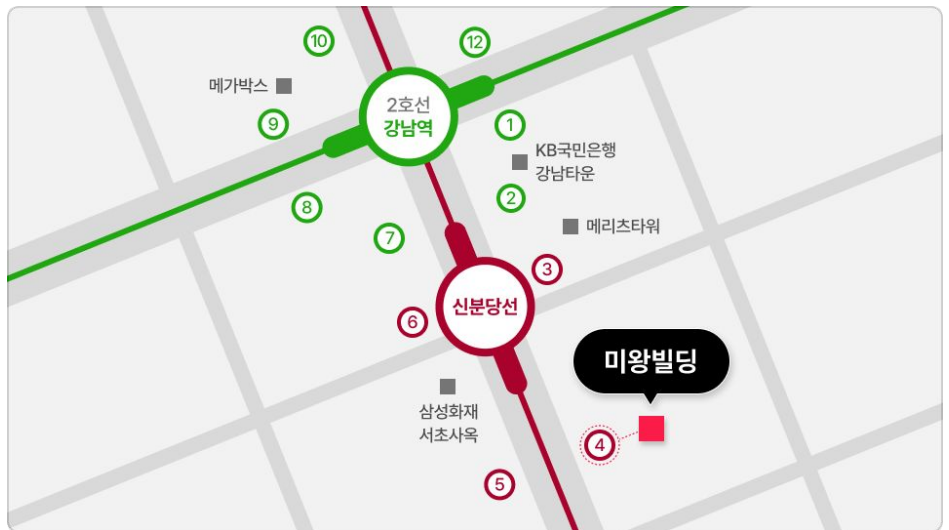 ⑩
⑫
메가박스
2호선
강남역
⑨
①
KB국민은행
강남타운
②
⑧
메리츠타워
⑦
③
신분당선
⑥
미왕빌딩
삼성화재
서초사옥
④
⑤